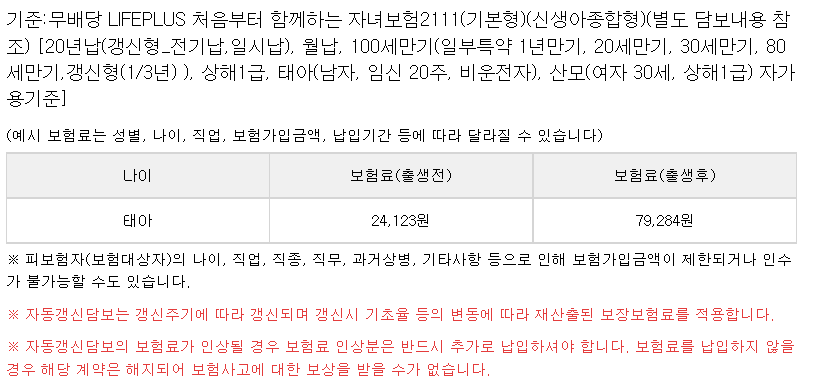 기준:무배당 LIFEPLUS 처음부터 함께하는 자녀보험2111(기본형)(신생아종합형)(별도 담보내용 참
조) [20년납(갱신형_전기납,일시납), 월납, 100세만기(일부특약 1년만기, 20세만기, 30세만기, 80
세만기,갱신형(1/3년) ), 상해1급, 태아(남자, 임신 20주, 비운전자), 산모(여자 30세, 상해1급) 자가
용기준]
(예시 보험료는 성별, 나이, 직업, 보험가입금액, 납입기간 등에 따라 달라질 수 있습니다)
나이 보험료(출생전) 보험료(출생후)
태아 24,123원 79,284원
※ 피보험자(보험대상자)의 나이, 직업, 직종, 직무, 과거상병, 기타사항 등으로 인해 보험가입금액이 제한되거나 인수
가 불가능할 수도 있습니다.
※ 자동갱신담보는 갱신주기에 따라 갱신되며 갱신시 기초율 등의 변동에 따라 재산출된 보장보험료를 적용합니다.
※ 자동갱신담보의 보험료가 인상될 경우 보험료 인상분은 반드시 추가로 납입하셔야 합니다. 보험료를 납입하지 않을
경우 해당 계약은 해지되어 보험사고에 대한 보상을 받을 수가 없습니다.